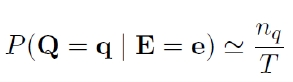 P(𝐐 = 𝐪 | 𝐄 = 𝐞) ≃ n_q / T